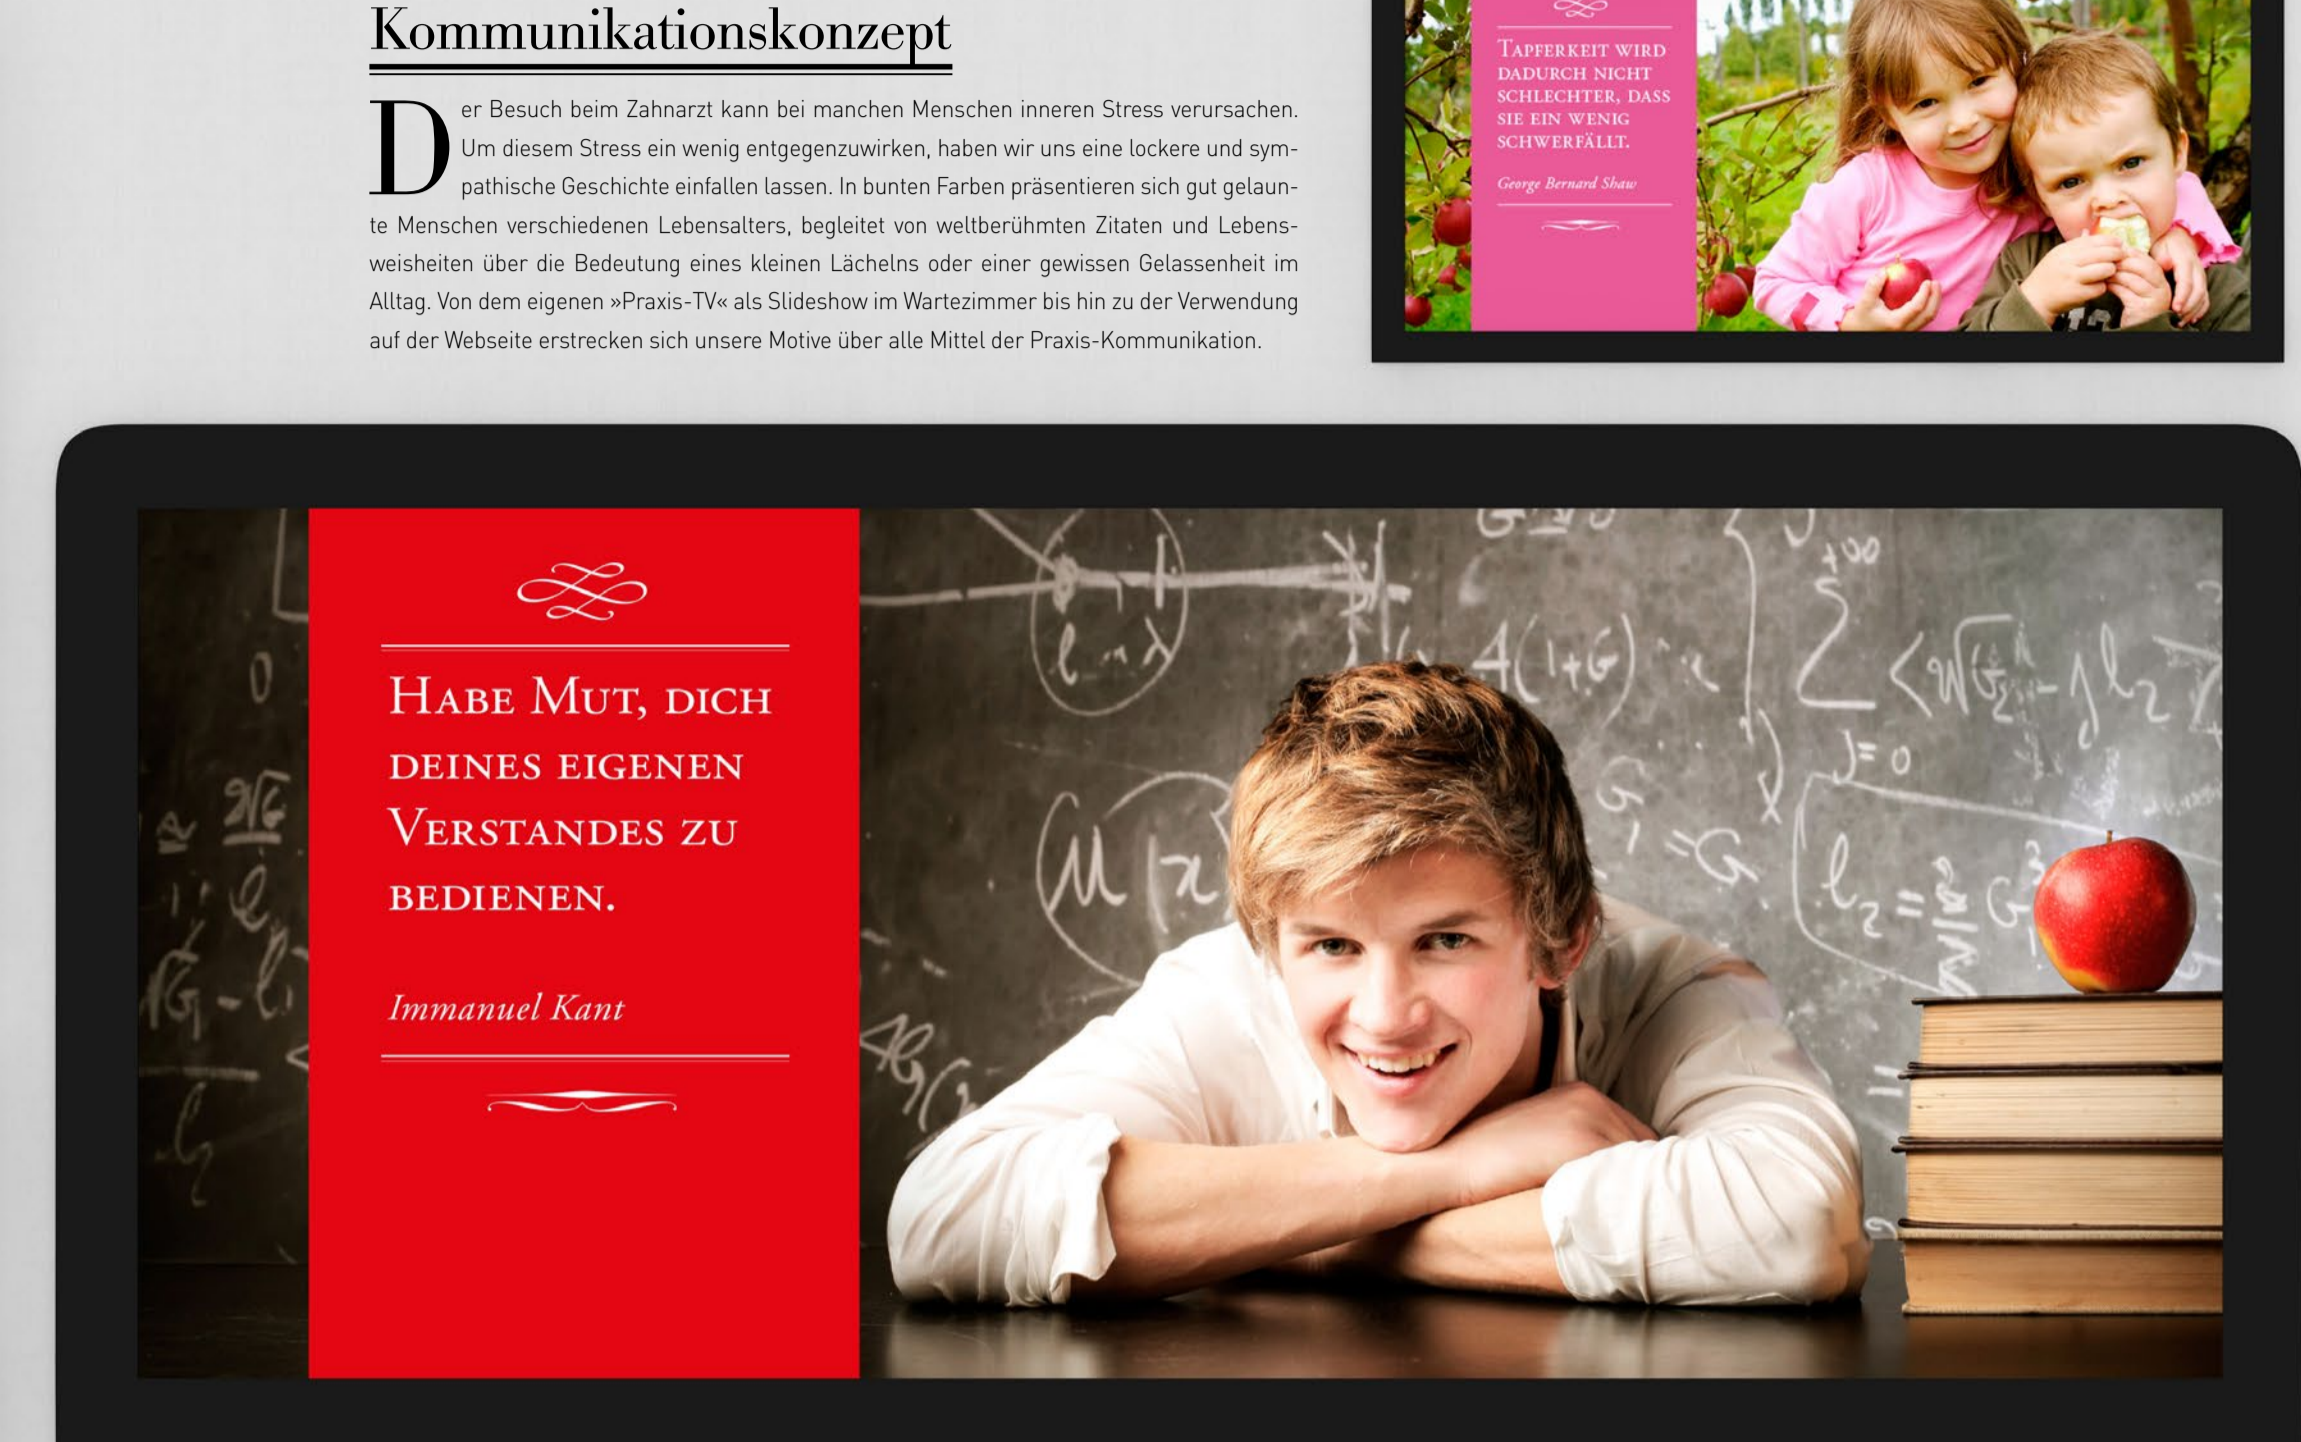 Kommunikationskonzept
Der Besuch beim Zahnarzt kann bei manchen Menschen inneren Stress verursachen.
Um diesem Stress ein wenig entgegenzuwirken, haben wir uns eine lockere und sym-
pathische Geschichte einfallen lassen. In bunten Farben präsentieren sich gut gelaun-
te Menschen verschiedenen Lebensalters, begleitet von weltberühmten Zitaten und Lebens-
weisheiten über die Bedeutung eines kleinen Lächelns oder einer gewissen Gelassenheit im
Alltag. Von dem eigenen »Praxis-TV« als Slideshow im Wartezimmer bis hin zu der Verwendung
auf der Webseite erstrecken sich unsere Motive über alle Mittel der Praxis-Kommunikation.
Tapferkeit wird
dadurch nicht
schlechter, dass
sie ein wenig
schwerfällt.
George Bernard Shaw
Habe Mut, dich
deines eigenen
Verstandes zu
bedienen.
Immanuel Kant
A(1+G)
+∞
j=0
=G